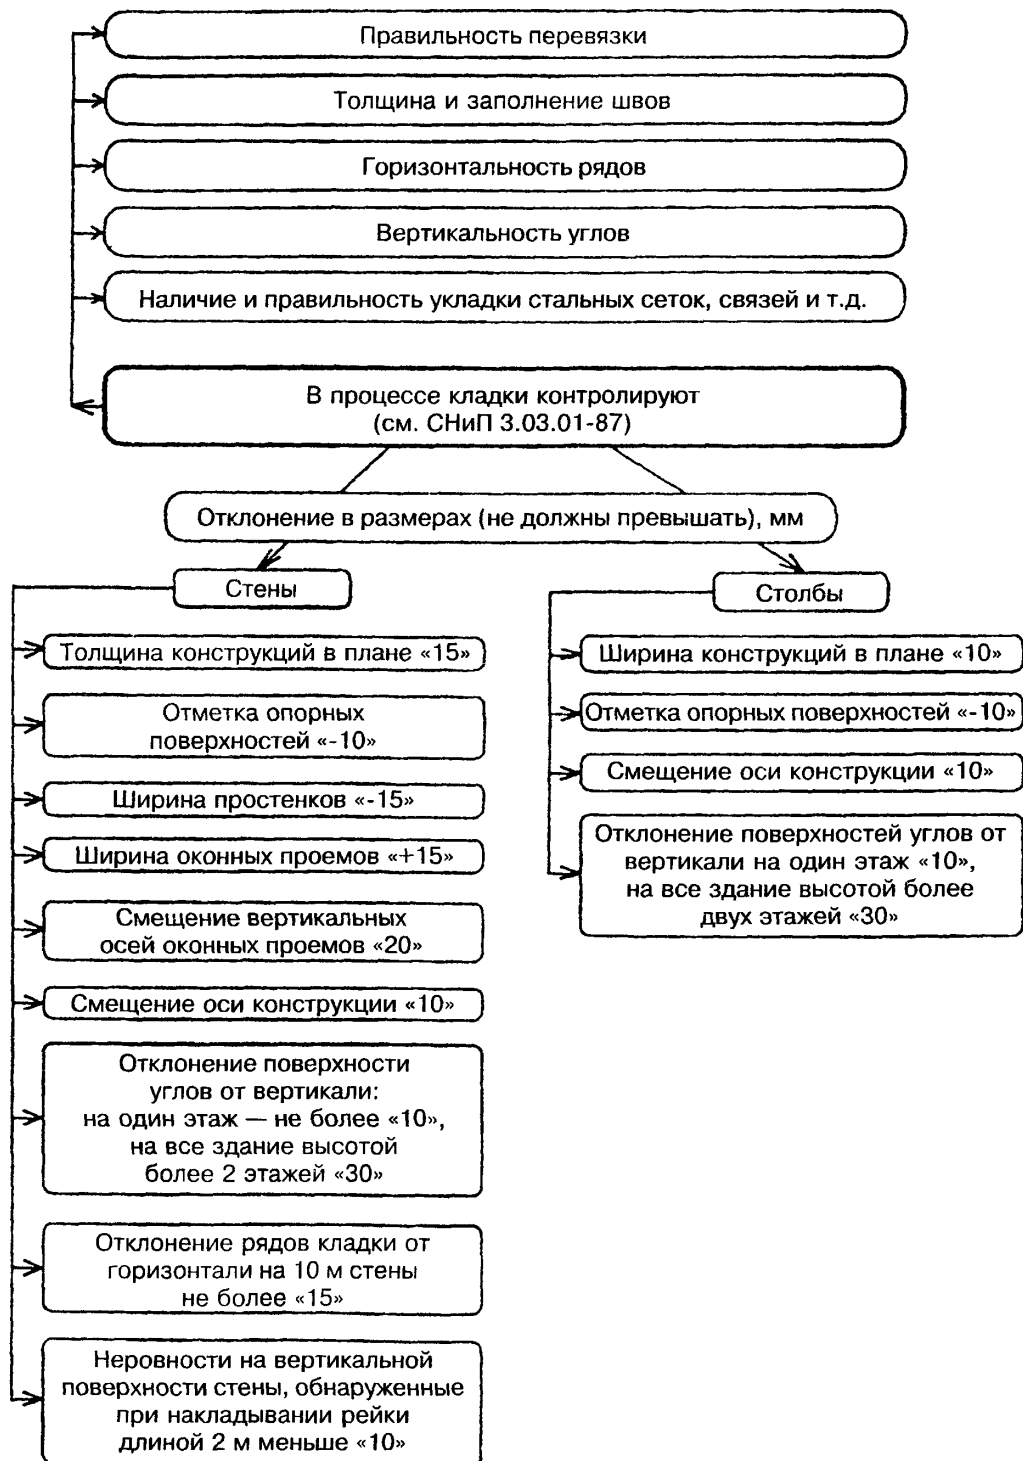 Правильность перевязки
Толщина и заполнение швов
Горизонтальность рядов
Вертикальность углов
Наличие и правильность укладки стальных сеток, связей и т.д.
В процессе кладки контролируют
(см. СНиП 3.03.01-87)
Отклонение в размерах (не должны превышать), мм
Стены
Толщина конструкций в плане «15»
Отметка опорных
поверхностей «-10»
Ширина простенков «-15»
Ширина оконных проемов «+15»
Смещение вертикальных
осей оконных проемов «20»
Смещение оси конструкции «10»
Отклонение поверхности
углов от вертикали:
на один этаж — не более «10»,
на все здание высотой
более 2 этажей «30»
Отклонение рядов кладки от
горизонтали на 10 м стены
не более «15»
Неровности на вертикальной
поверхности стены, обнаруженные
при накладывании рейки
длиной 2 м меньше «10»
Столбы
Ширина конструкций в плане «10»
Отметка опорных поверхностей «-10»
Смещение оси конструкции «10»
Отклонение поверхностей углов от
вертикали на один этаж «10»,
на все здание высотой более
двух этажей «30»